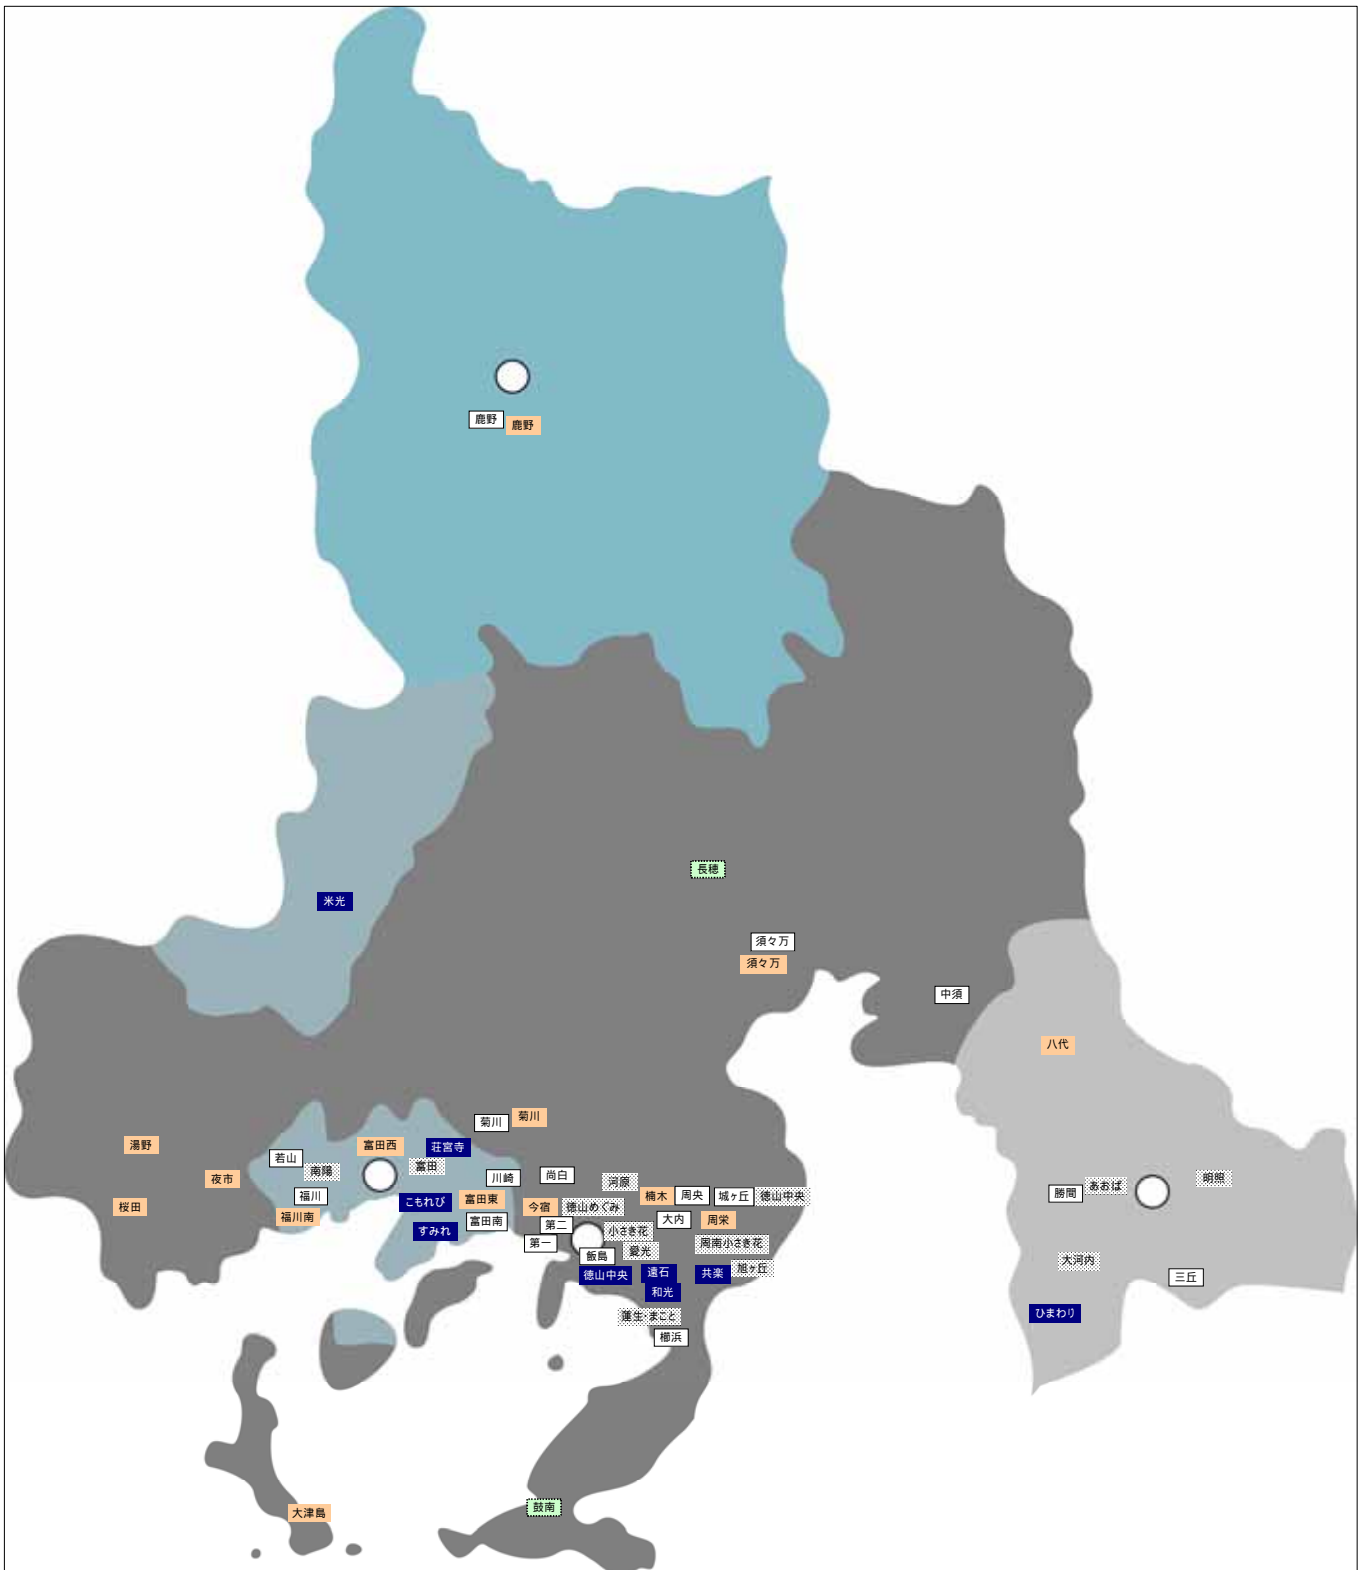 鹿野
鹿野
長穂
米光
須々万
須々万
中須
八代
菊川
菊川
湯野
富田西
荘宮寺
若山
南陽
富田
夜市
川崎
尚白
河原
明照
あおば
勝間
福川
こもれび
富田東
楠木
周央
城ヶ丘
徳山中央
桜田
今宿
徳山めぐみ
福川南
富田南
大内
周栄
すみれ
第二
小さき花
第一
周南小さき花
飯島
愛光
大河内
徳山中央
遠石
共楽
旭ヶ丘
三丘
和光
ひまわり
蓮生・まこと
櫛浜
鼓南
大津島